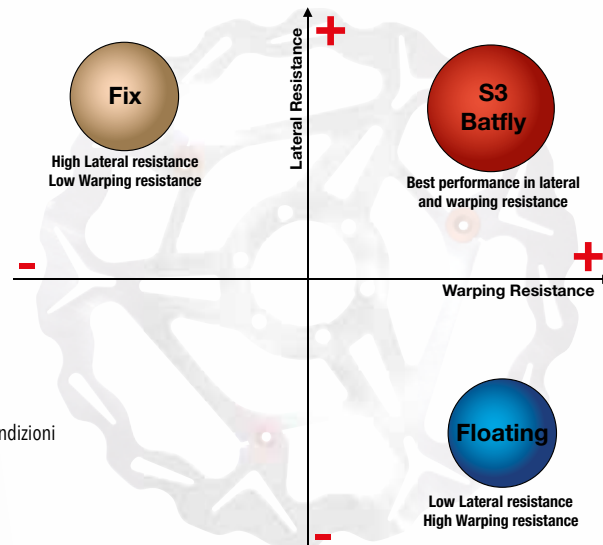 +
Lateral Resistance
Fix
High Lateral resistance
Low Warping resistance
S3
Batfly
Best performance in lateral
and warping resistance
-
+
Warping Resistance
ndizioni
Floating
Low Lateral resistance
High Warping resistance
-